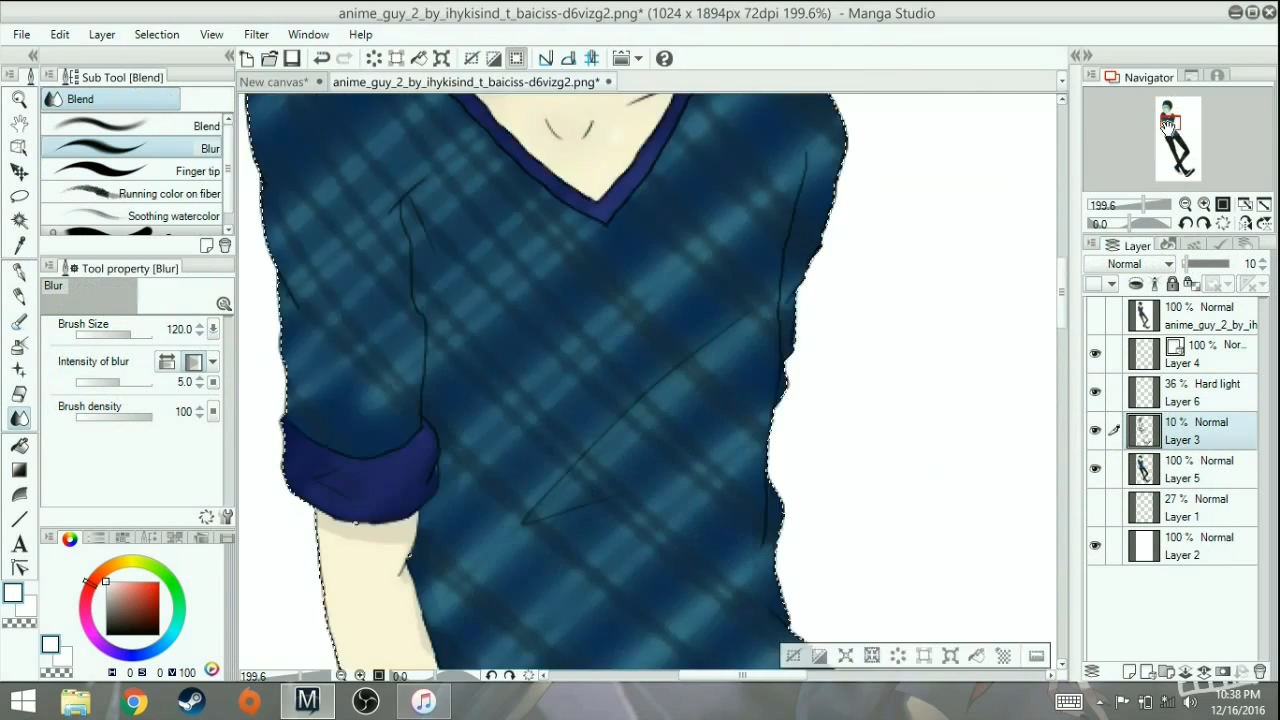 anime_guy_2_by_ihykisind_t_baiciss-d6vizg2.png* (1024 x 1894px 72dpi 199.6%)  - Manga Studio
File Edit Layer Selection View Filter Window Help
Sub Tool [Blend]
New canvas* anime_guy_2_by_ihykisind_t_baiciss-d6vizg2.png*
Navigator
Blend
Blend
Blur
Finger tip
Running color on fiber
Soothing watercolor
199.6
0.0
Layer
Tool property [Blur]
Normal 10
Blur
Brush Size 120.0
Intensity of blur
5.0
Brush density 100
100 % Normal
anime_guy_2_by_ih
100 % Nor...
Layer 4
36 % Hard light
Layer 6
10 % Normal
Layer 3
100 % Normal
Layer 5
27 % Normal
Layer 1
100 % Normal
Layer 2
A
H 0 S 0 V 100
199.6 0.0
M
10:38 PM
12/16/2016